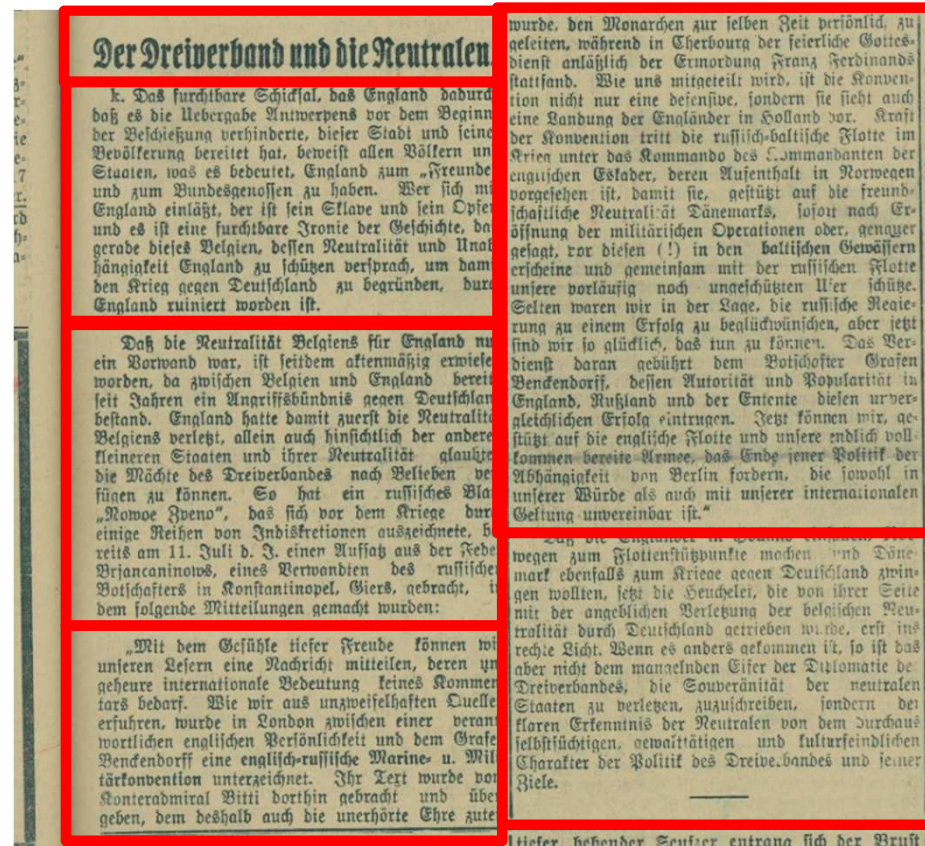 Der Dreiverband und die Neutralen.
k. Das furchtbare Schicksal, das England dadurch
daß es die Uebergabe Antwerpens vor dem Beginn
der Beschießung verhinderte, dieser Stadt und seine
Bevölkerung bereitet hat, beweist allen Völkern un
Staaten, was es bedeutet, England zum „Freunde
und zum Bundesgenossen zu haben. Wer sich mi
England einläßt, der ist sein Sklave und sein Opfer
und es ist eine furchtbare Ironie der Geschichte, da
gerade dieses Belgien, dessen Neutralität und Unab
hängigkeit England zu schützen versprach, um dami
den Krieg gegen Deutschland zu begründen, durc
England ruiniert worden ist.
Daß die Neutralität Belgiens für England nu
ein Vorwand war, ist seitdem aktenmäßig erwiese
worden, da zwischen Belgien und England bereit
seit Jahren ein Angriffsbündnis gegen Deutschlan
bestand. England hatte damit zuerst die Neutralitä
Belgiens verletzt, allein auch hinsichtlich der andere
kleineren Staaten und ihrer Neutralität glaubte
die Mächte des Dreiverbandes nach Belieben ver
fügen zu können. So hat ein russisches Bla
„Nowoe Zveno", das sich vor dem Kriege durc
einige Reihen von Indiskretionen auszeichnete, be
reits am 11. Juli d. J. einen Aufsatz aus der Fede
Brjancaninows, eines Verwandten des russische
Botschafters in Konstantinopel, Giers, gebracht, i
dem folgende Mitteilungen gemacht wurden:
„Mit dem Gefühle tiefer Freude können wi
unseren Lesern eine Nachricht mitteilen, deren un
geheure internationale Bedeutung keines Kommen
tars bedarf. Wie wir aus unzweifelhaften Quelle
erfuhren, wurde in London zwischen einer verant
wortlichen englischen Persönlichkeit und dem Grafe
Benckendorff eine englisch-russische Marine- u. Mili
tärkonvention unterzeichnet. Ihr Text wurde von
Konteradmiral Bitti dorthin gebracht und über
geben, dem deshalb auch die unerhörte Ehre zutei
wurde, den Monarchen zur selben Zeit persönlich zu
geleiten, während in Cherbourg der feierliche Gottes-
dienst anläßlich der Ermordung Franz Ferdinands
stattfand. Wie uns mitgeteilt wird, ist die Konven-
tion nicht nur eine defensive, sondern sie sieht auch
eine Landung der Engländer in Holland vor. Kraft
der Konvention tritt die russisch-baltische Flotte im
Krieg unter das Kommando des Kommandanten der
englischen Eskader, deren Aufenthalt in Norwegen
vorgesehen ist, damit sie, gestützt auf die freund-
schaftliche Neutralität Dänemarks, sofort nach Er-
öffnung der militärischen Operationen oder, genauer
gesagt, vor diesen (!) in den baltischen Gewässern
erscheine und gemeinsam mit der russischen Flotte
unsere vorläufig noch ungeschützten Ufer schütze.
Selten waren wir in der Lage, die russische Regie-
rung zu einem Erfolg zu beglückwünschen, aber jetzt
sind wir so glücklich, das tun zu können. Das Ver-
dienst daran gebührt dem Botschafter Grafen
Benckendorff, dessen Autorität und Popularität in
England, Rußland und der Entente diesen unver-
gleichlichen Erfolg eintrugen. Jetzt können wir, ge-
stützt auf die englische Flotte und unsere endlich voll-
kommen bereite Armee, das Ende jener Politik der
Abhängigkeit von Berlin fordern, die sowohl in
unserer Würde als auch mit unserer internationalen
Geltung unvereinbar ist."
Daß die Engländer in
wegen zum Flottenstützpunkte machen und Däne-
mark ebenfalls zum Kriege gegen Deutschland zwin-
gen wollten, setzt die Heuchelei, die von ihrer Seite
mit der angeblichen Verletzung der belgischen Neu-
tralität durch Deutschland getrieben wurde, erst ins
rechte Licht. Wenn es anders gekommen ist, so ist das
aber nicht dem mangelnden Eifer der Diplomatie de
Dreiverbandes, die Souveränität der neutralen
Staaten zu verletzen, zuzuschreiben, sondern der
klaren Erkenntnis der Neutralen von dem durchaus
selbstsüchtigen, gewalttätigen und kulturfeindlichen
Charakter der Politik des Dreiverbandes und seiner
Ziele.
tiefer, bebender Seufzer entrang sich der Brust